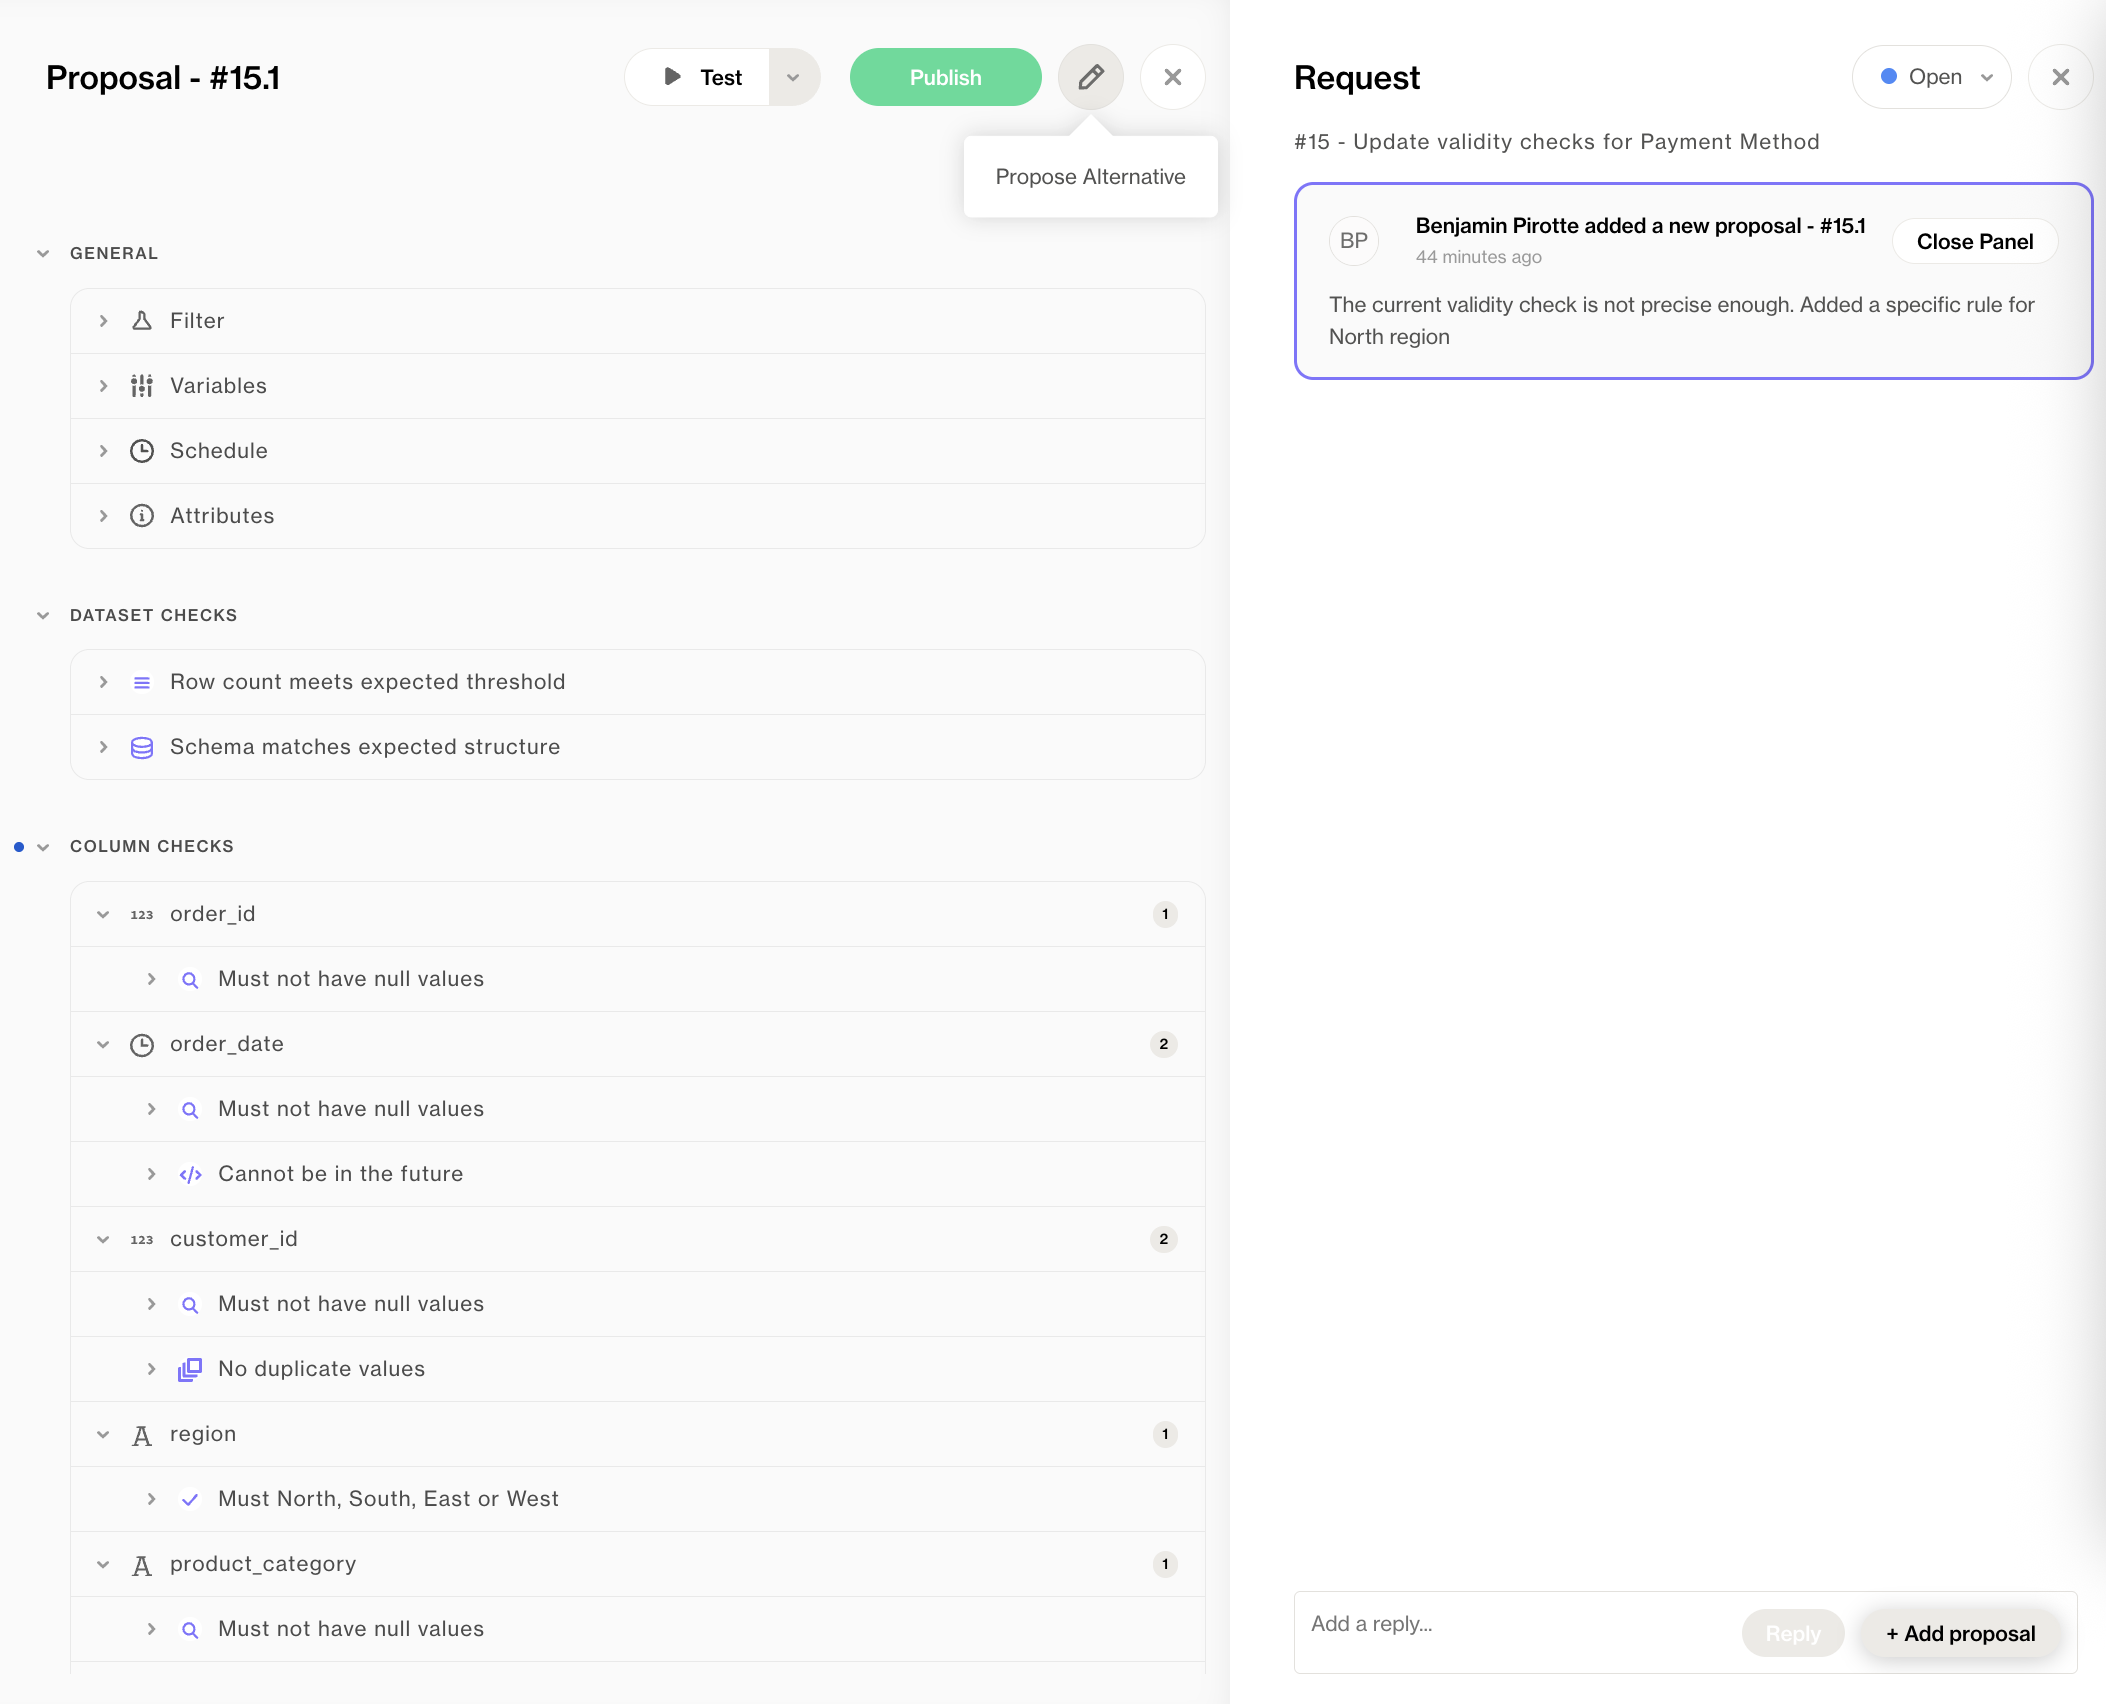 Proposal - #15.1
Test
Publish
Propose Alternative
GENERAL
Filter
Variables
Schedule
Attributes
DATASET CHECKS
Row count meets expected threshold
Schema matches expected structure
COLUMN CHECKS
123 order_id 1
Must not have null values
order_date 2
Must not have null values
</> Cannot be in the future
123 customer_id 2
Must not have null values
No duplicate values
A region 1
Must North, South, East or West
A product_category 1
Must not have null values
Request
Open
#15 - Update validity checks for Payment Method
BP
Benjamin Pirotte added a new proposal - #15.1
44 minutes ago
Close Panel
The current validity check is not precise enough. Added a specific rule for
North region
Add a reply...
Reply
+ Add proposal